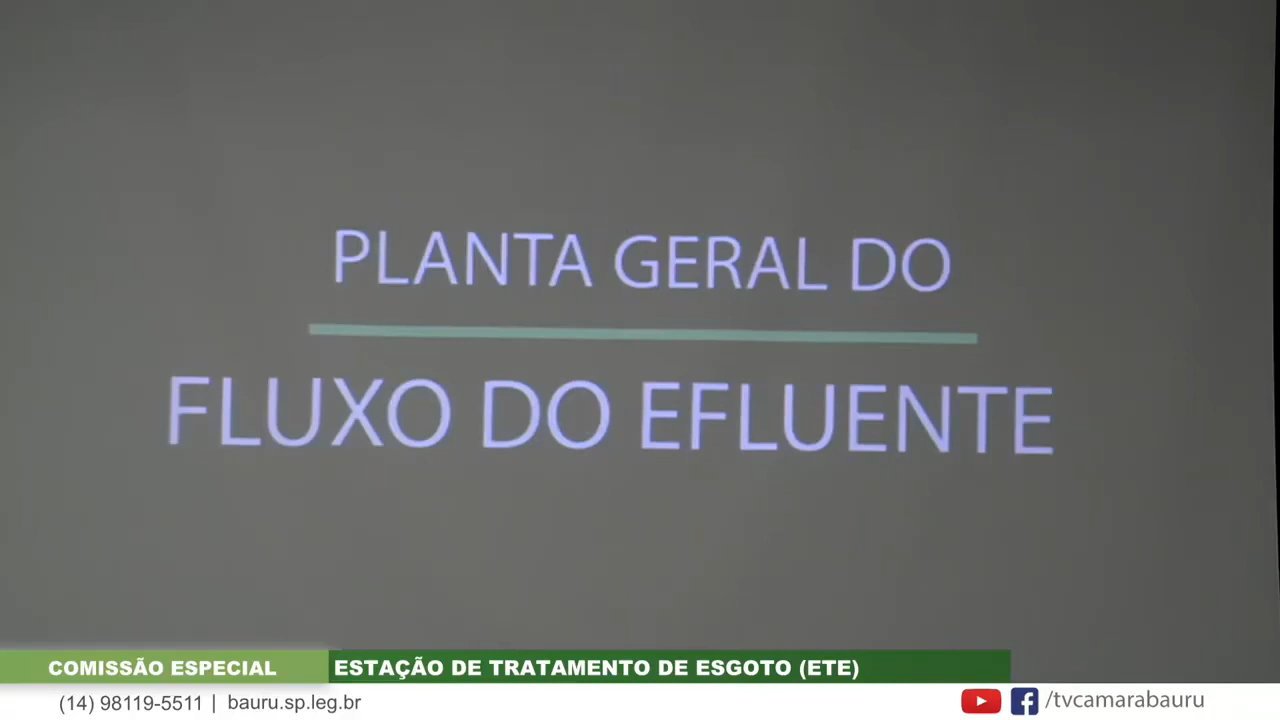 PLANTA GERAL DO
FLUXO DO EFLUENTE
COMISSÃO ESPECIAL
ESTAÇÃO DE TRATAMENTO DE ESGOTO (ETE)
(14) 98119-5511 | bauru.sp.leg.br
/tvcamarabauru